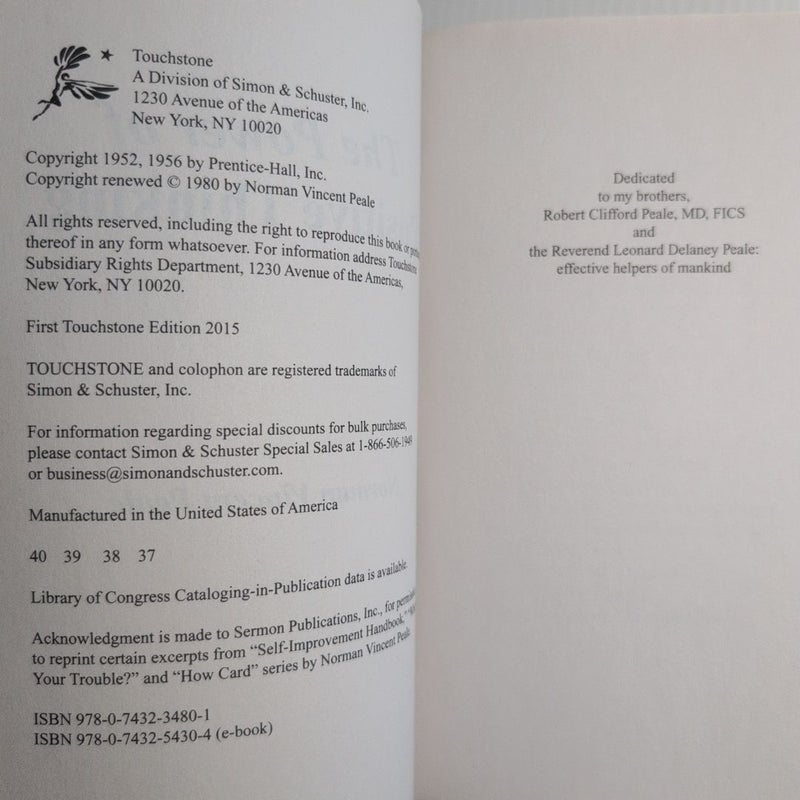 Touchstone
A Division of Simon & Schuster, Inc.
1230 Avenue of the Americas
New York, NY 10020
Copyright 1952, 1956 by Prentice-Hall, Inc.
Copyright renewed © 1980 by Norman Vincent Peale
All rights reserved, including the right to reproduce this book or
thereof in any form whatsoever. For information address Touchstone
Subsidiary Rights Department, 1230 Avenue of the Americas,
New York, NY 10020.
First Touchstone Edition 2015
TOUCHSTONE and colophon are registered trademarks of
Simon & Schuster, Inc.
For information regarding special discounts for bulk purchases,
please contact Simon & Schuster Special Sales at 1-866-506-1949
or business@simonandschuster.com.
Manufactured in the United States of America
40 39 38 37
Library of Congress Cataloging-in-Publication data is available.
Acknowledgment is made to Sermon Publications, Inc., for
to reprint certain excerpts from “Self-Improvement Handbook,”
Your Trouble?” and “How Card” series by Norman Vincent Peale
ISBN 978-0-7432-3480-1
ISBN 978-0-7432-5430-4 (e-book)
Dedicated
to my brothers,
Robert Clifford Peale, MD, FICS
and
the Reverend Leonard Delaney Peale:
effective helpers of mankind